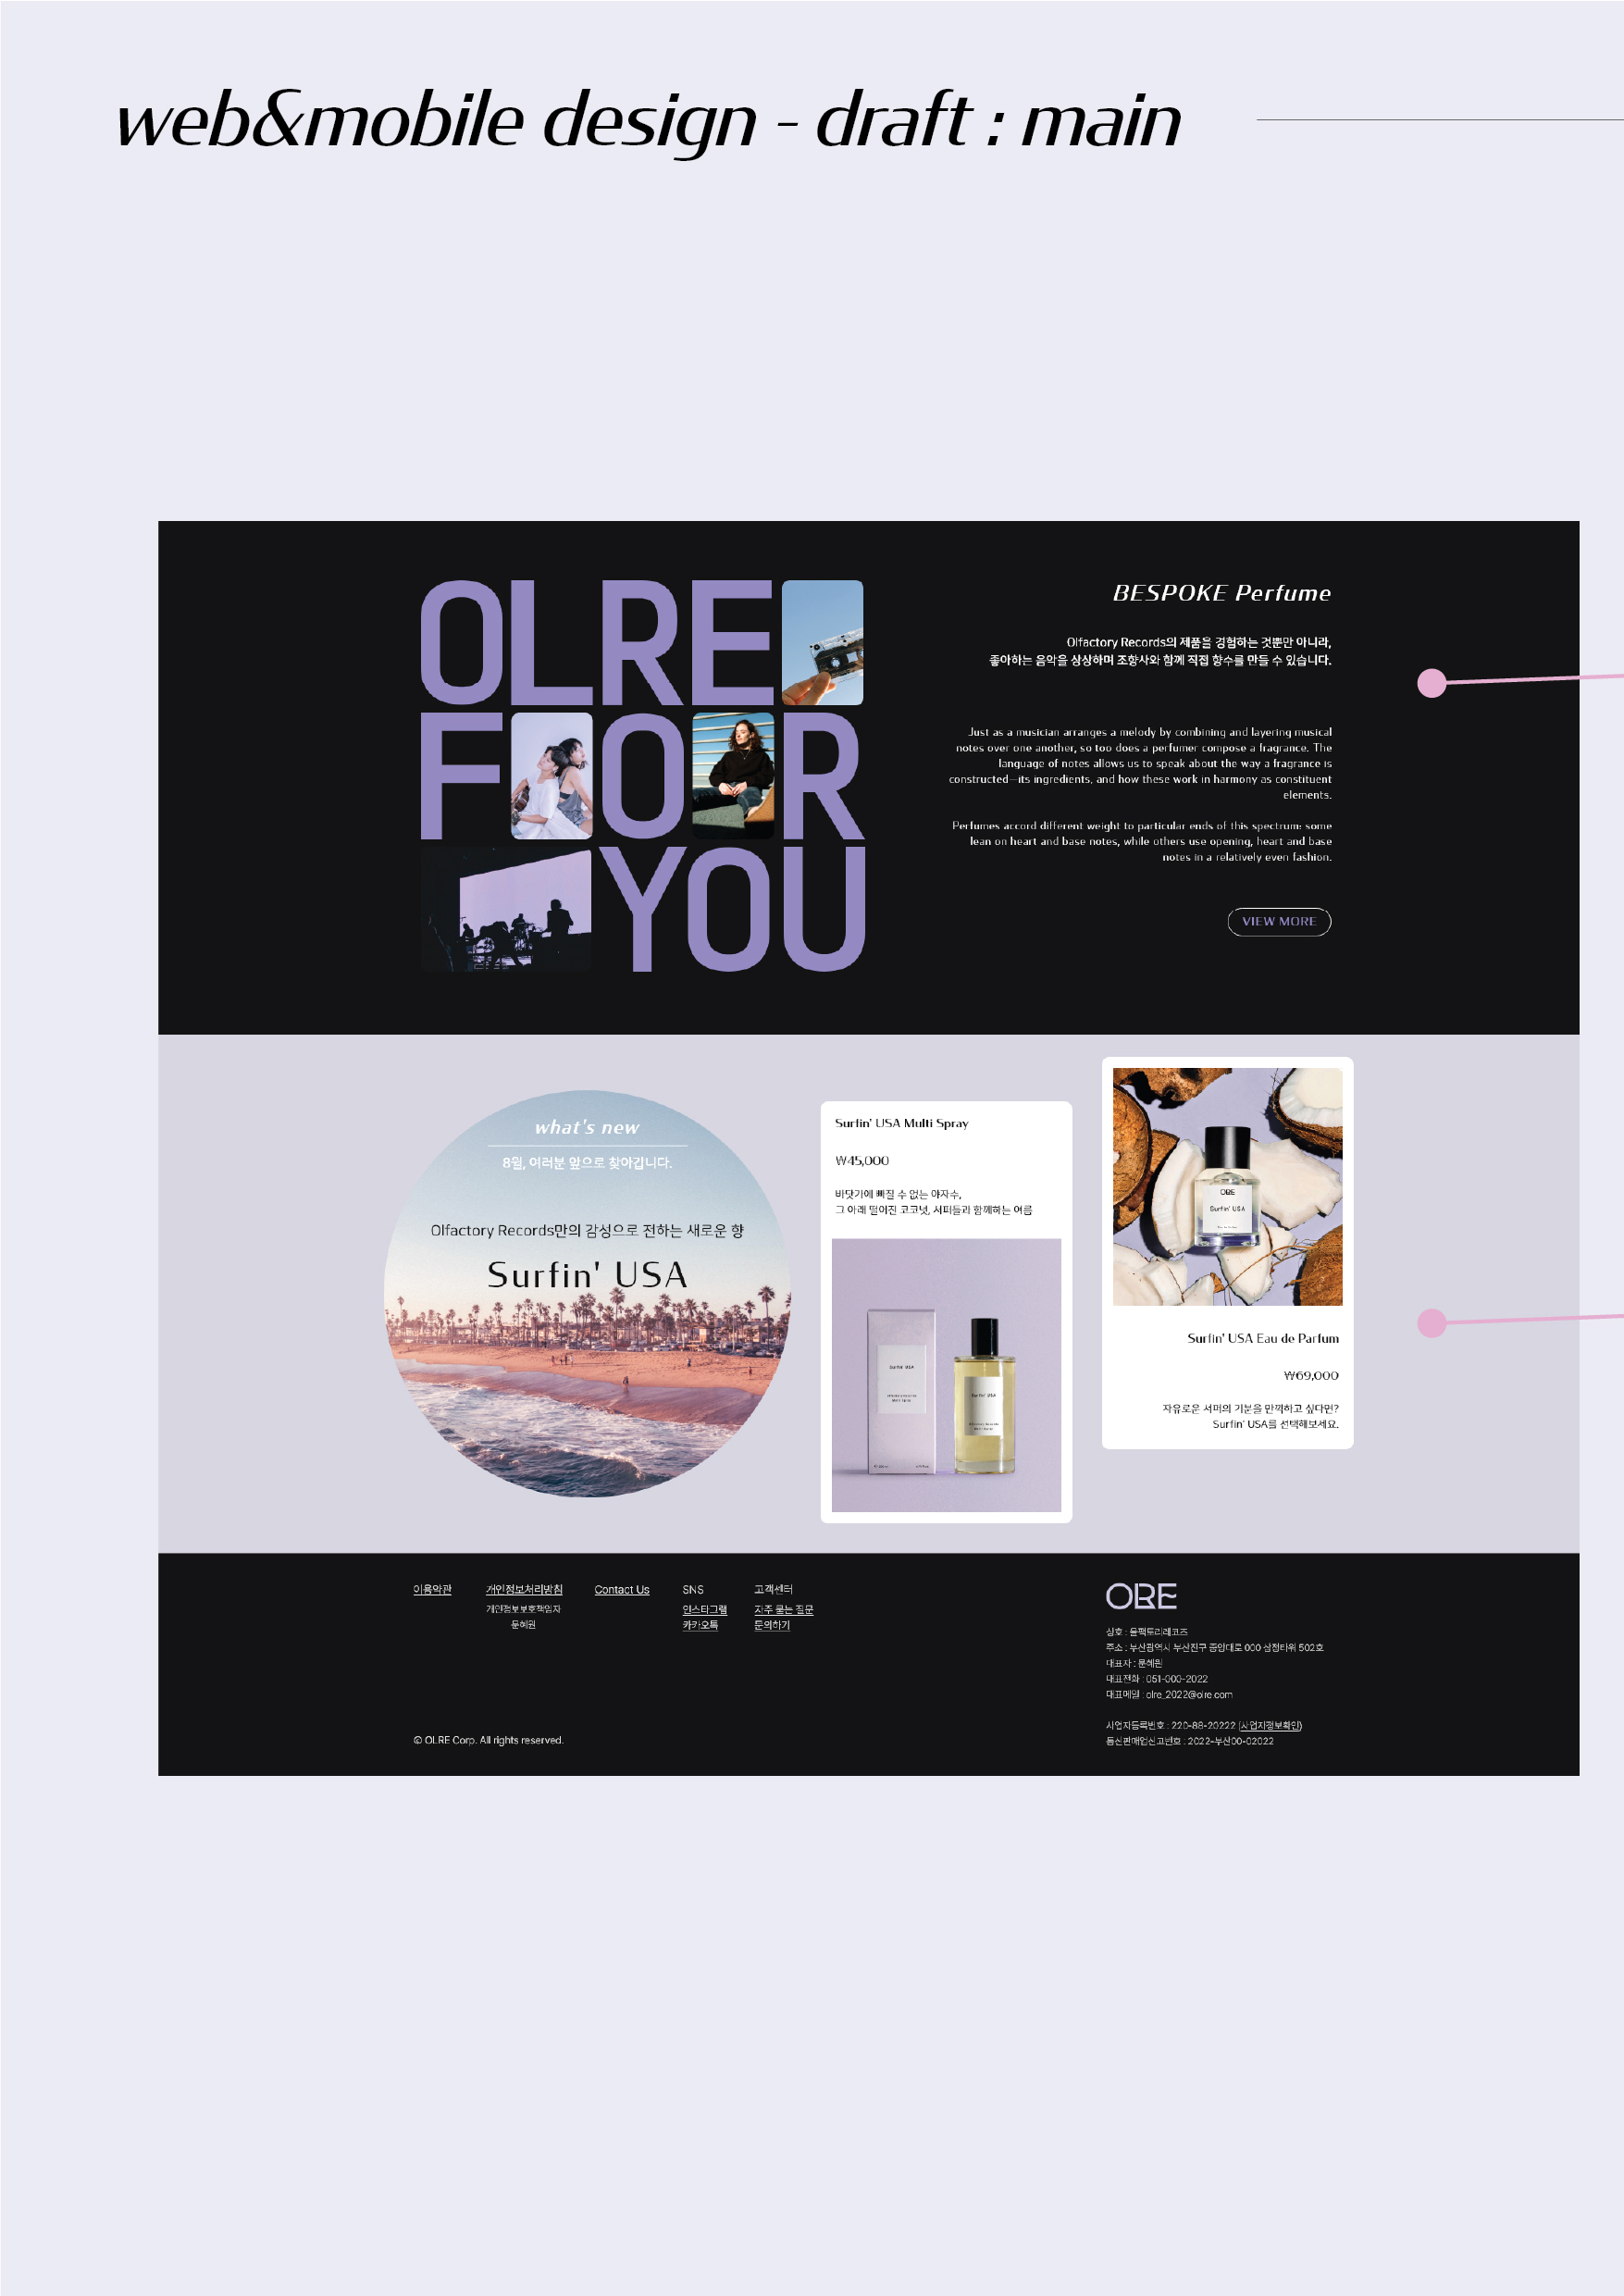 web&mobile design - draft : main
OLRE
FOR
YOU
BESPOKE Perfume
Olfactory Records의 제품을 경험하는 것뿐만 아니라,
좋아하는 음악을 상상하며 조향사와 함께 직접 향수를 만들 수 있습니다.
Just as a musician arranges a melody by combining and layering musical
notes over one another, so too does a perfumer compose a fragrance. The
language of notes allows us to speak about the way a fragrance is
constructed—its ingredients, and how these work in harmony as constituent
elements.
Perfumes accord different weight to particular ends of this spectrum: some
lean on heart and base notes, while others use opening, heart and base
notes in a relatively even fashion.
VIEW MORE
what's new
8월, 여러분 앞으로 찾아갑니다.
Olfactory Records만의 감성으로 전하는 새로운 향
Surfin' USA
Surfin' USA Multi Spray
₩45,000
바닷가에 빠질 수 없는 야자수,
그 아래 떨어진 코코넛, 서퍼들과 함께하는 여름
Surfin' USA
Surfin' USA
OLRE
Surfin' USA
Surfin' USA Eau de Parfum
₩69,000
자유로운 서퍼의 기분을 만끽하고 싶다면?
Surfin' USA를 선택해보세요.
이용약관
개인정보처리방침
개인정보보호책임자
문혜원
Contact Us
SNS
인스타그램
카카오톡
고객센터
자주 묻는 질문
문의하기
© OLRE Corp. All rights reserved.
OLRE
상호 : 올팩토리레코즈
주소 : 부산광역시 부산진구 중앙대로 000 삼정타워 502호
대표자 : 문혜원
대표전화 : 051-000-2022
대표메일 : olre_2022@olre.com
사업자등록번호 : 220-88-20222 (사업자정보확인)
통신판매업신고번호 : 2022-부산00-02022